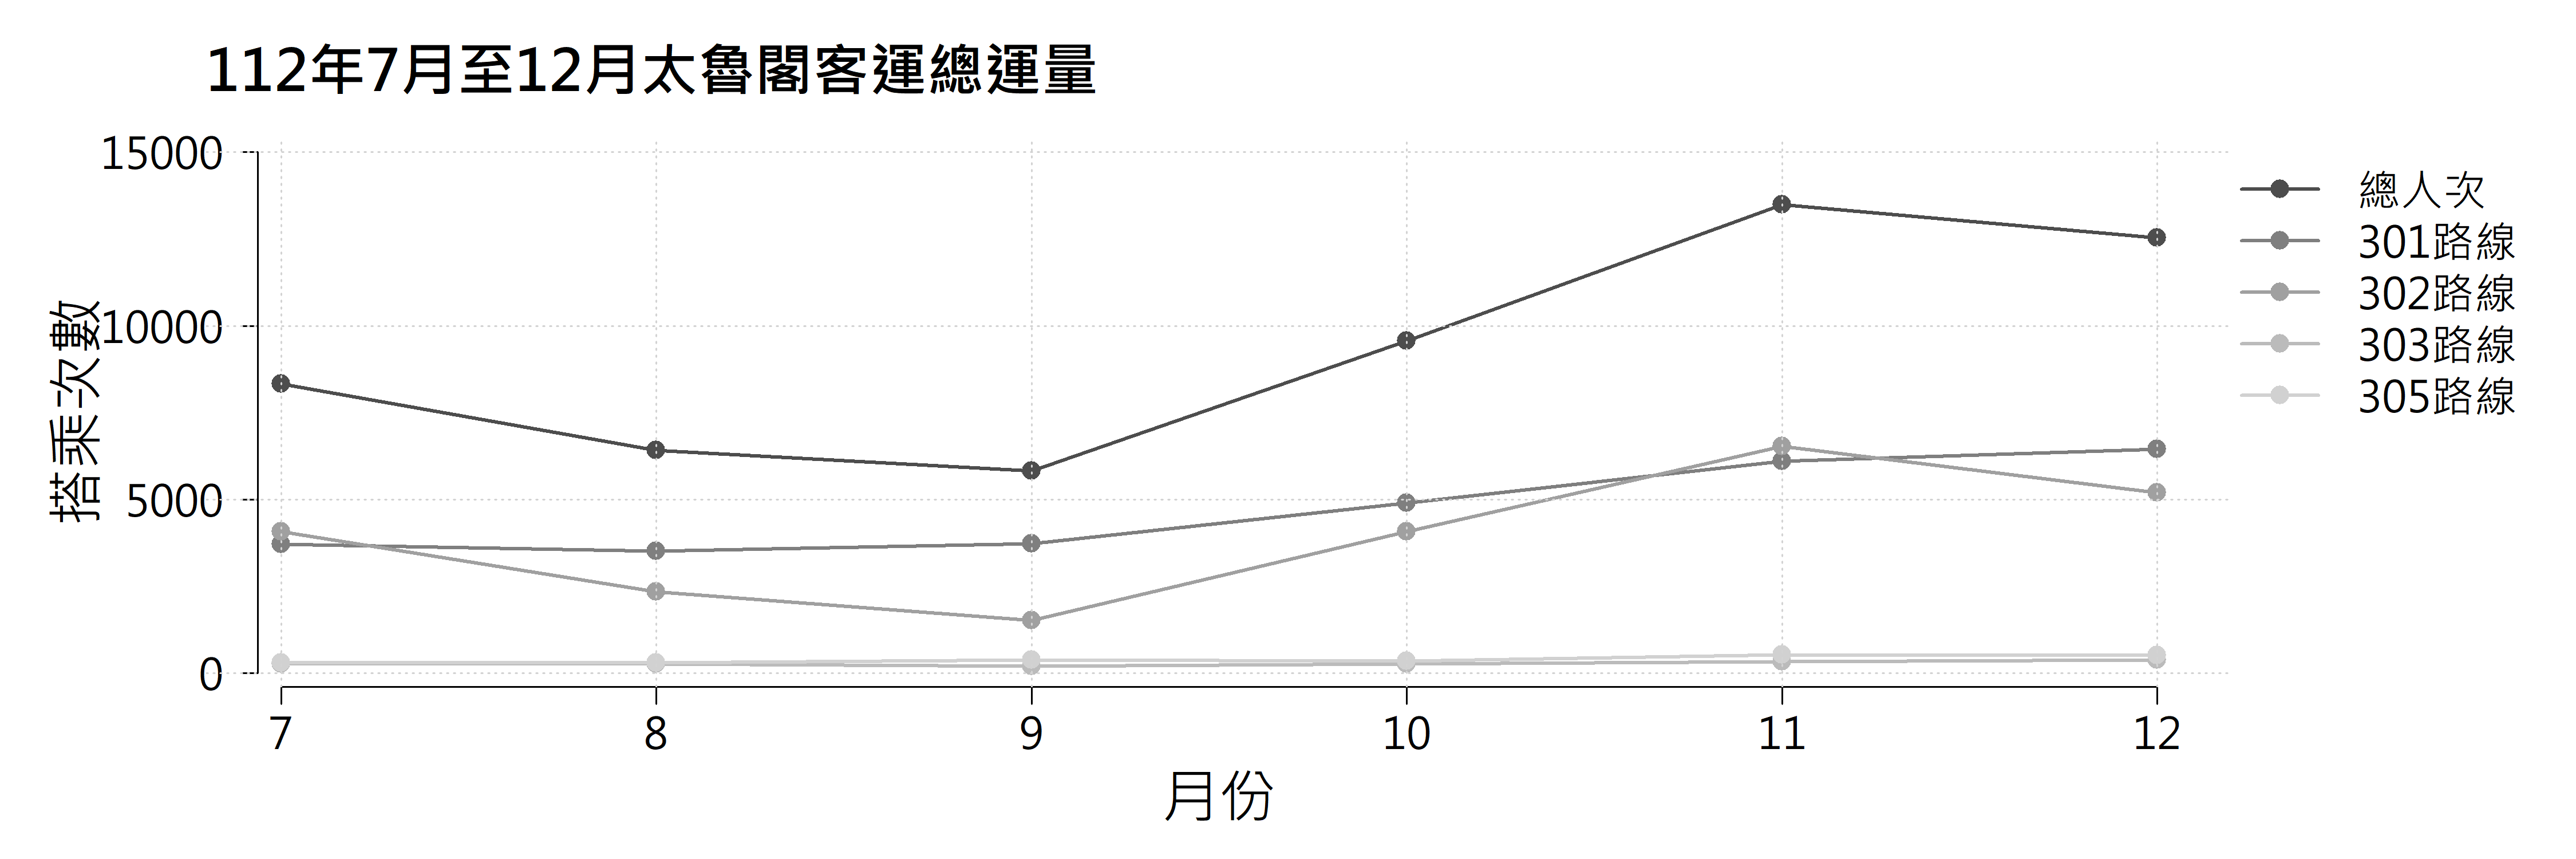 112年7月至12月太魯閣客運總運量
搭乘次數
15000
10000
5000
0
7 8 9 10 11 12
月份
總人次
301路線
302路線
303路線
305路線